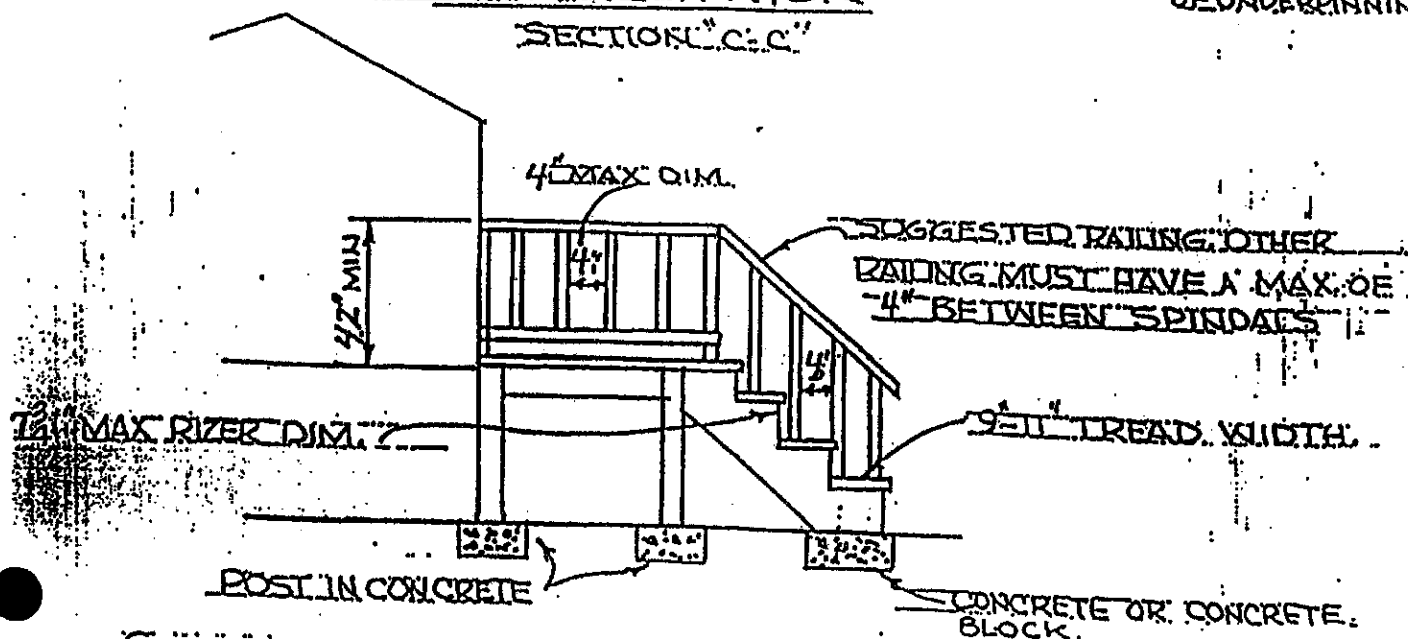 SECTION "C-C"
4" MAX DIM.
4"
42" MIN
SUGGESTED RAILING. OTHER
RAILING MUST HAVE A MAX. OF
4" BETWEEN SPINDALS
4"
MAX RIZER DIM.
9"-11" TREAD WIDTH.
POST IN CONCRETE
CONCRETE OR CONCRETE
BLOCK.